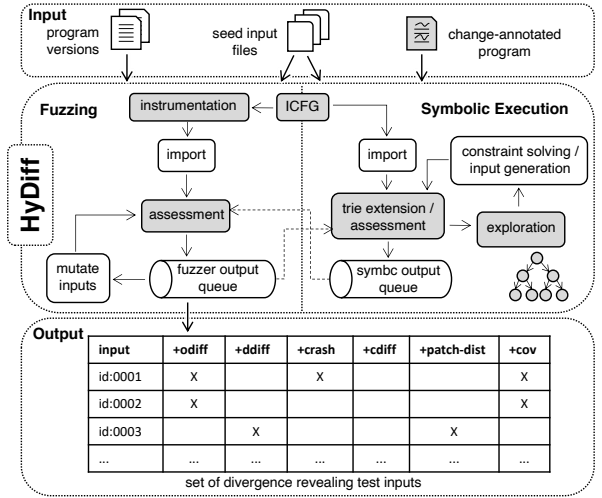 Input
program
versions
seed input
files
change-annotated
program
HyDiff
Fuzzing
instrumentation
ICFG
Symbolic Execution
import
import
constraint solving /
input generation
assessment
trie extension /
assessment
exploration
mutate
inputs
fuzzer output
queue
symbc output
queue
Output
input +odiff +ddiff +crash +cdiff +patch-dist +cov
id:0001 X X X
id:0002 X X
id:0003 X X
... ... ... ... ... ... ...
set of divergence revealing test inputs